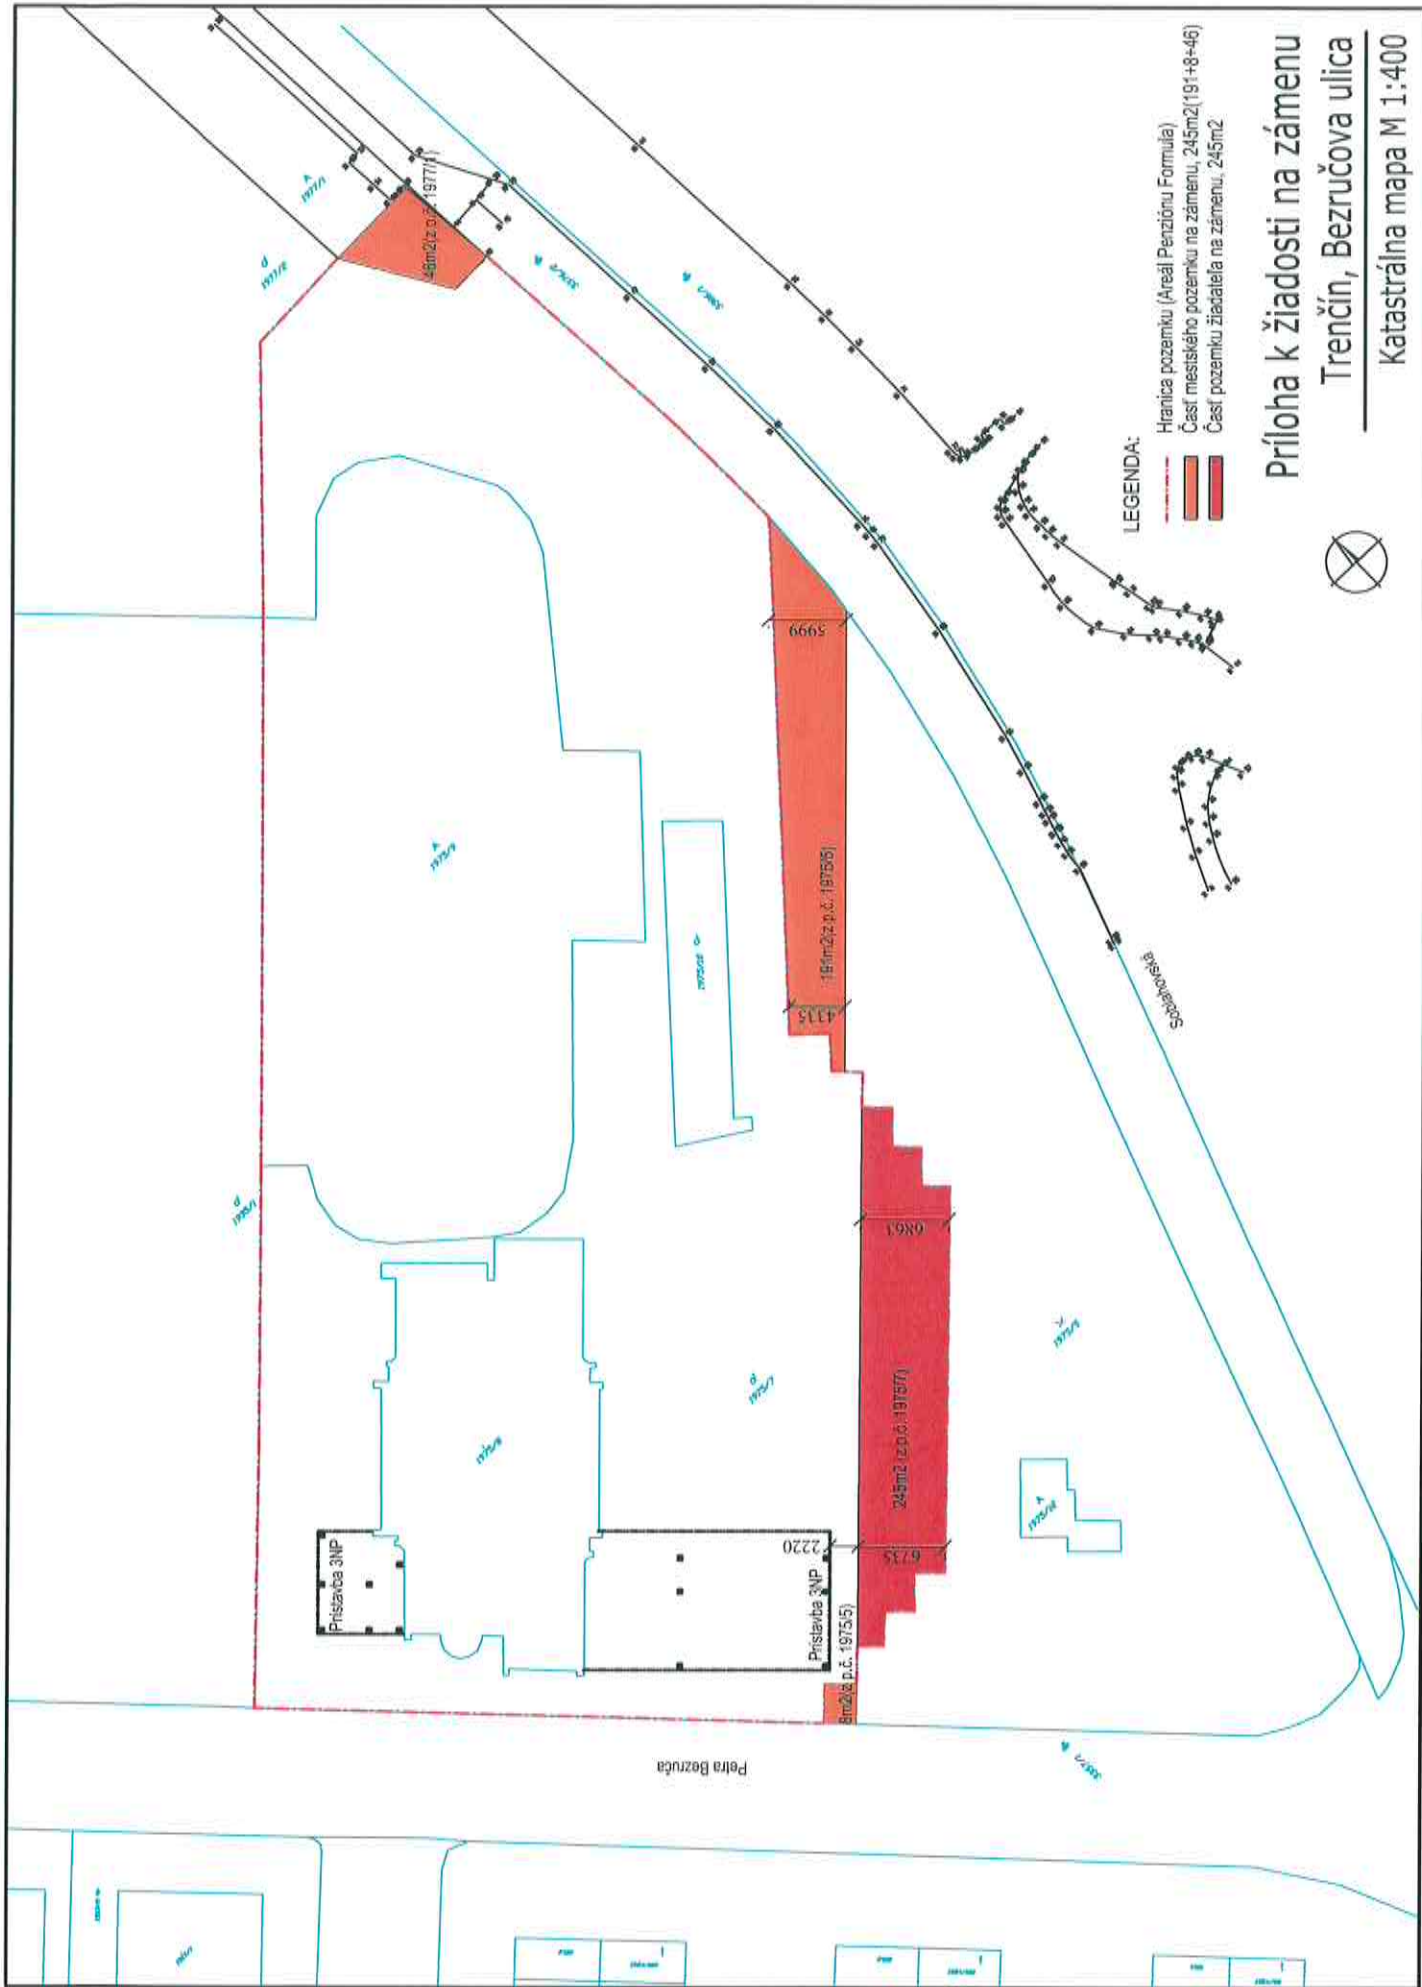 LEGENDA:
Hranica pozemku (Areál Penziónu Formula)
Časť mestského pozemku na zámenu, 245m2(191+8+46)
Časť pozemku žiadateľa na zámenu, 245m2
Príloha k žiadosti na zámenu
Trenčín, Bezručova ulica
Katastrálna mapa M 1:400
46m2(z p.č. 1977/1)
1977/1
1977/2
5999
191m2(z p.č. 1975/5)
4335
1975/9
6863
245m2 (z p.č. 1975/7)
6735
2220
Prístavba 3NP
Prístavba 3NP
8m2(z p.č. 1975/5)
1975/8
1975/7
1975/5
Soblahovská
Petra Bezruča